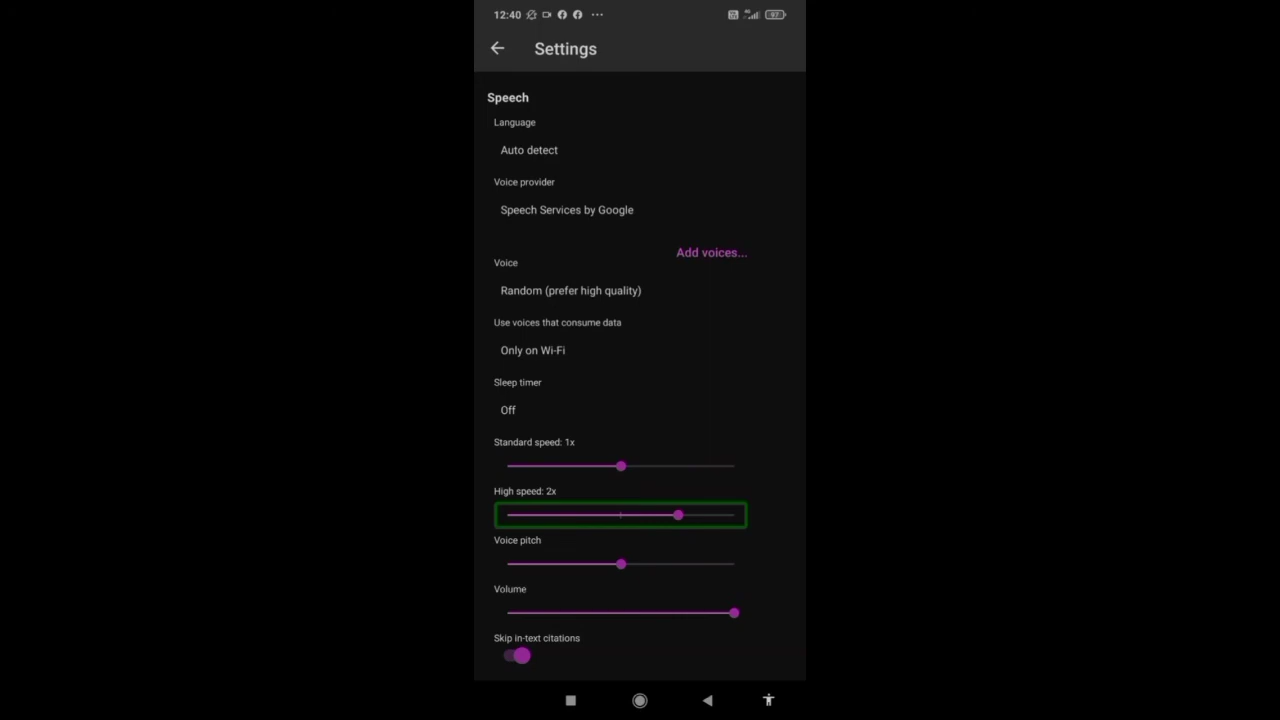 12:40
97
Settings
Speech
Language
Auto detect
Voice provider
Speech Services by Google
Add voices...
Voice
Random (prefer high quality)
Use voices that consume data
Only on Wi-Fi
Sleep timer
Off
Standard speed: 1x
High speed: 2x
Voice pitch
Volume
Skip in-text citations